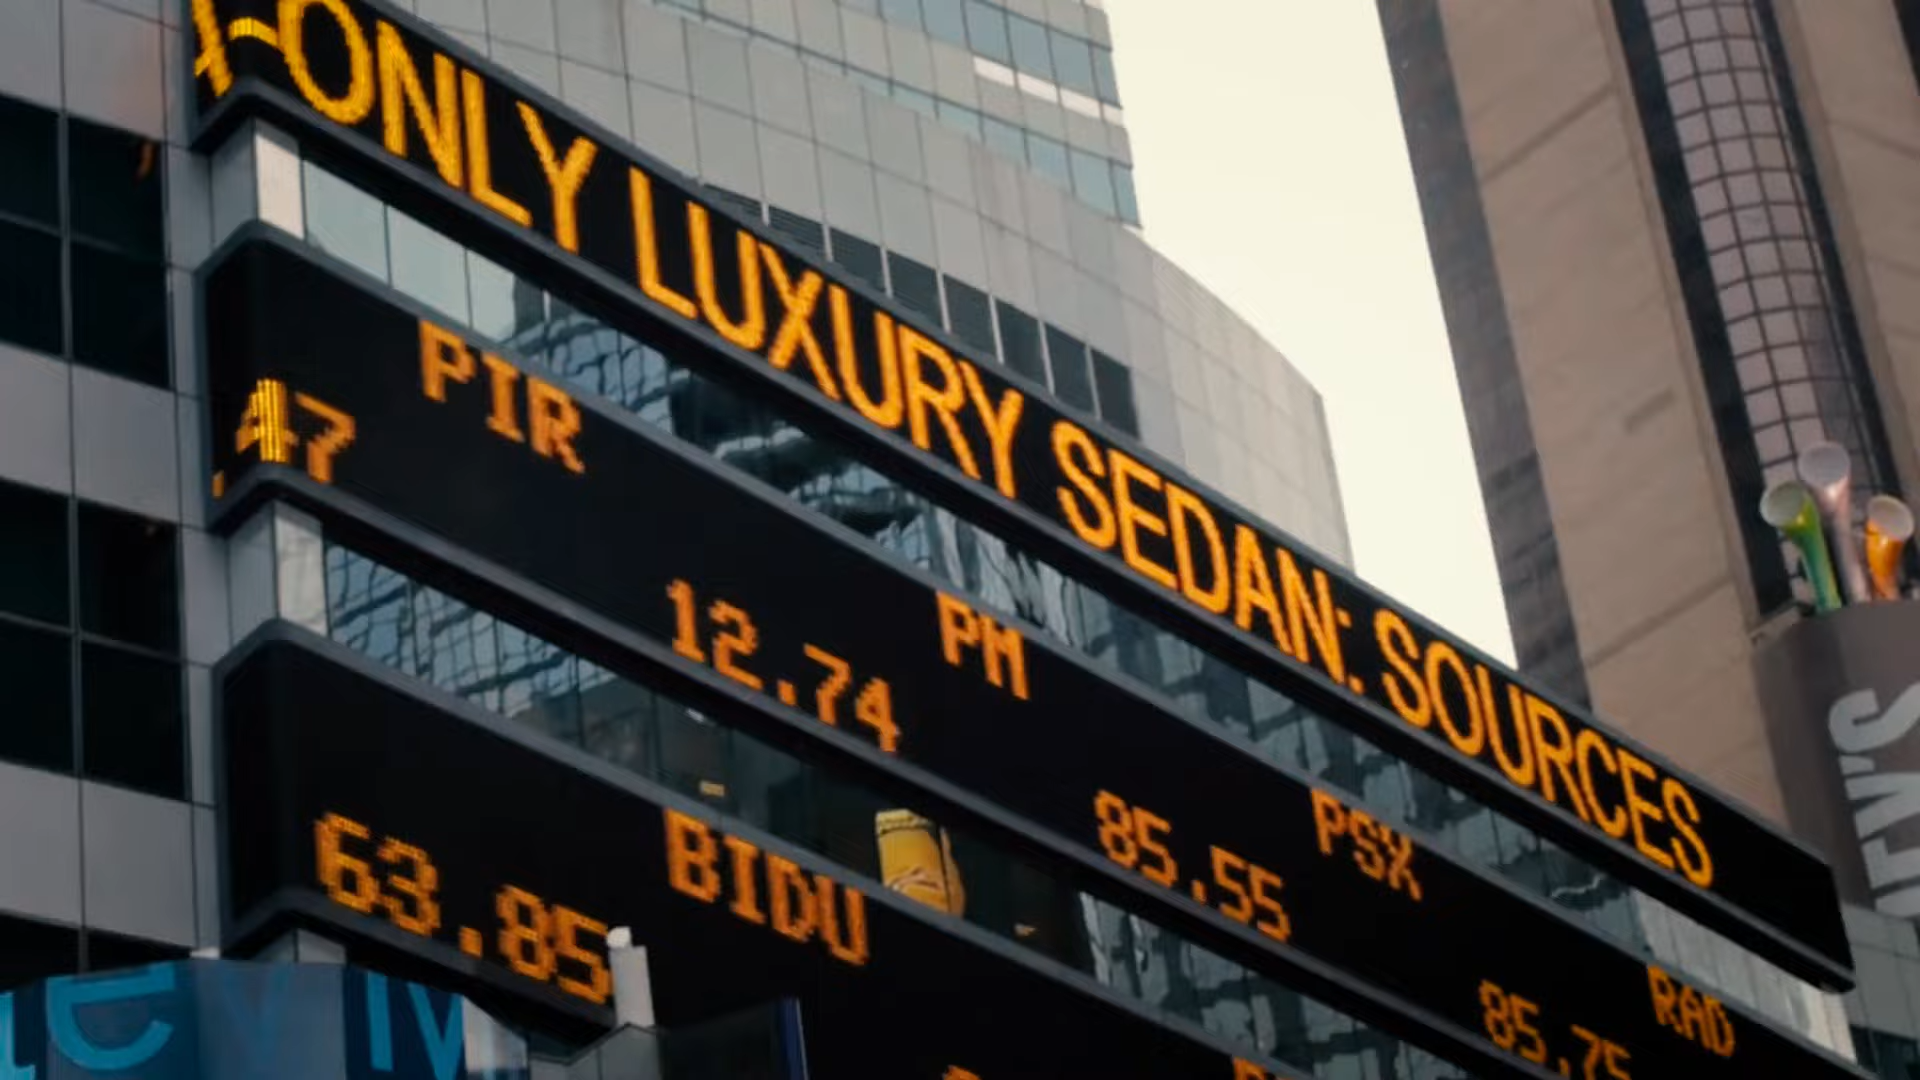 -ONLY LUXURY SEDAN: SOURCES
.47 PIR 12.74 PM 85.55 PSX 85.75 RAD
63.85 BIDU